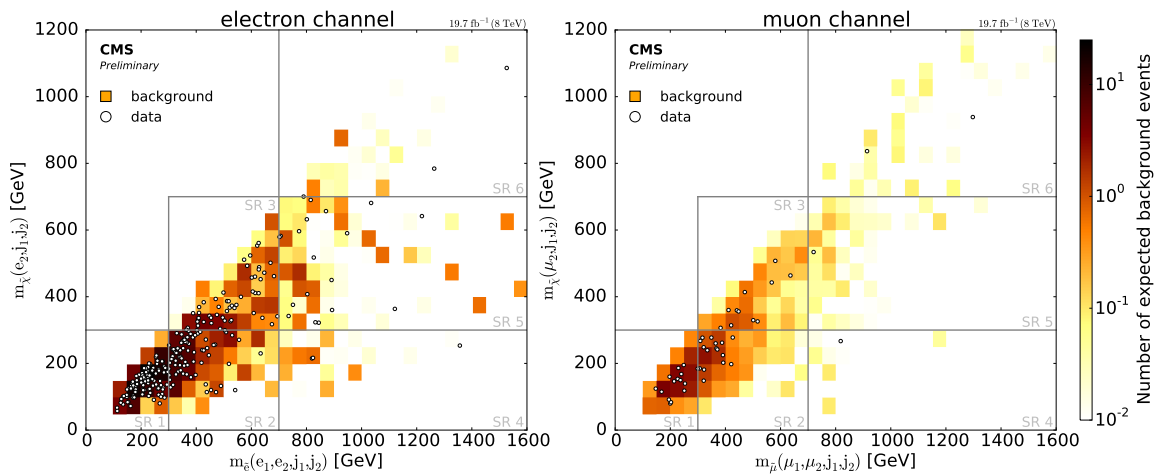 electron channel
19.7 fb⁻¹ (8 TeV)
CMS
Preliminary
background
data
SR 1
SR 2
SR 3
SR 4
SR 5
SR 6
1200
1000
800
600
400
200
0
m_χ̃(e₂,j₁,j₂) [GeV]
0 200 400 600 800 1000 1200 1400 1600
m_ẽ(e₁,e₂,j₁,j₂) [GeV]
muon channel
19.7 fb⁻¹ (8 TeV)
CMS
Preliminary
background
data
SR 1
SR 2
SR 3
SR 4
SR 5
SR 6
1200
1000
800
600
400
200
0
m_χ̃(μ₂,j₁,j₂) [GeV]
0 200 400 600 800 1000 1200 1400 1600
m_μ̃(μ₁,μ₂,j₁,j₂) [GeV]
10¹
10⁰
10⁻¹
10⁻²
Number of expected background events